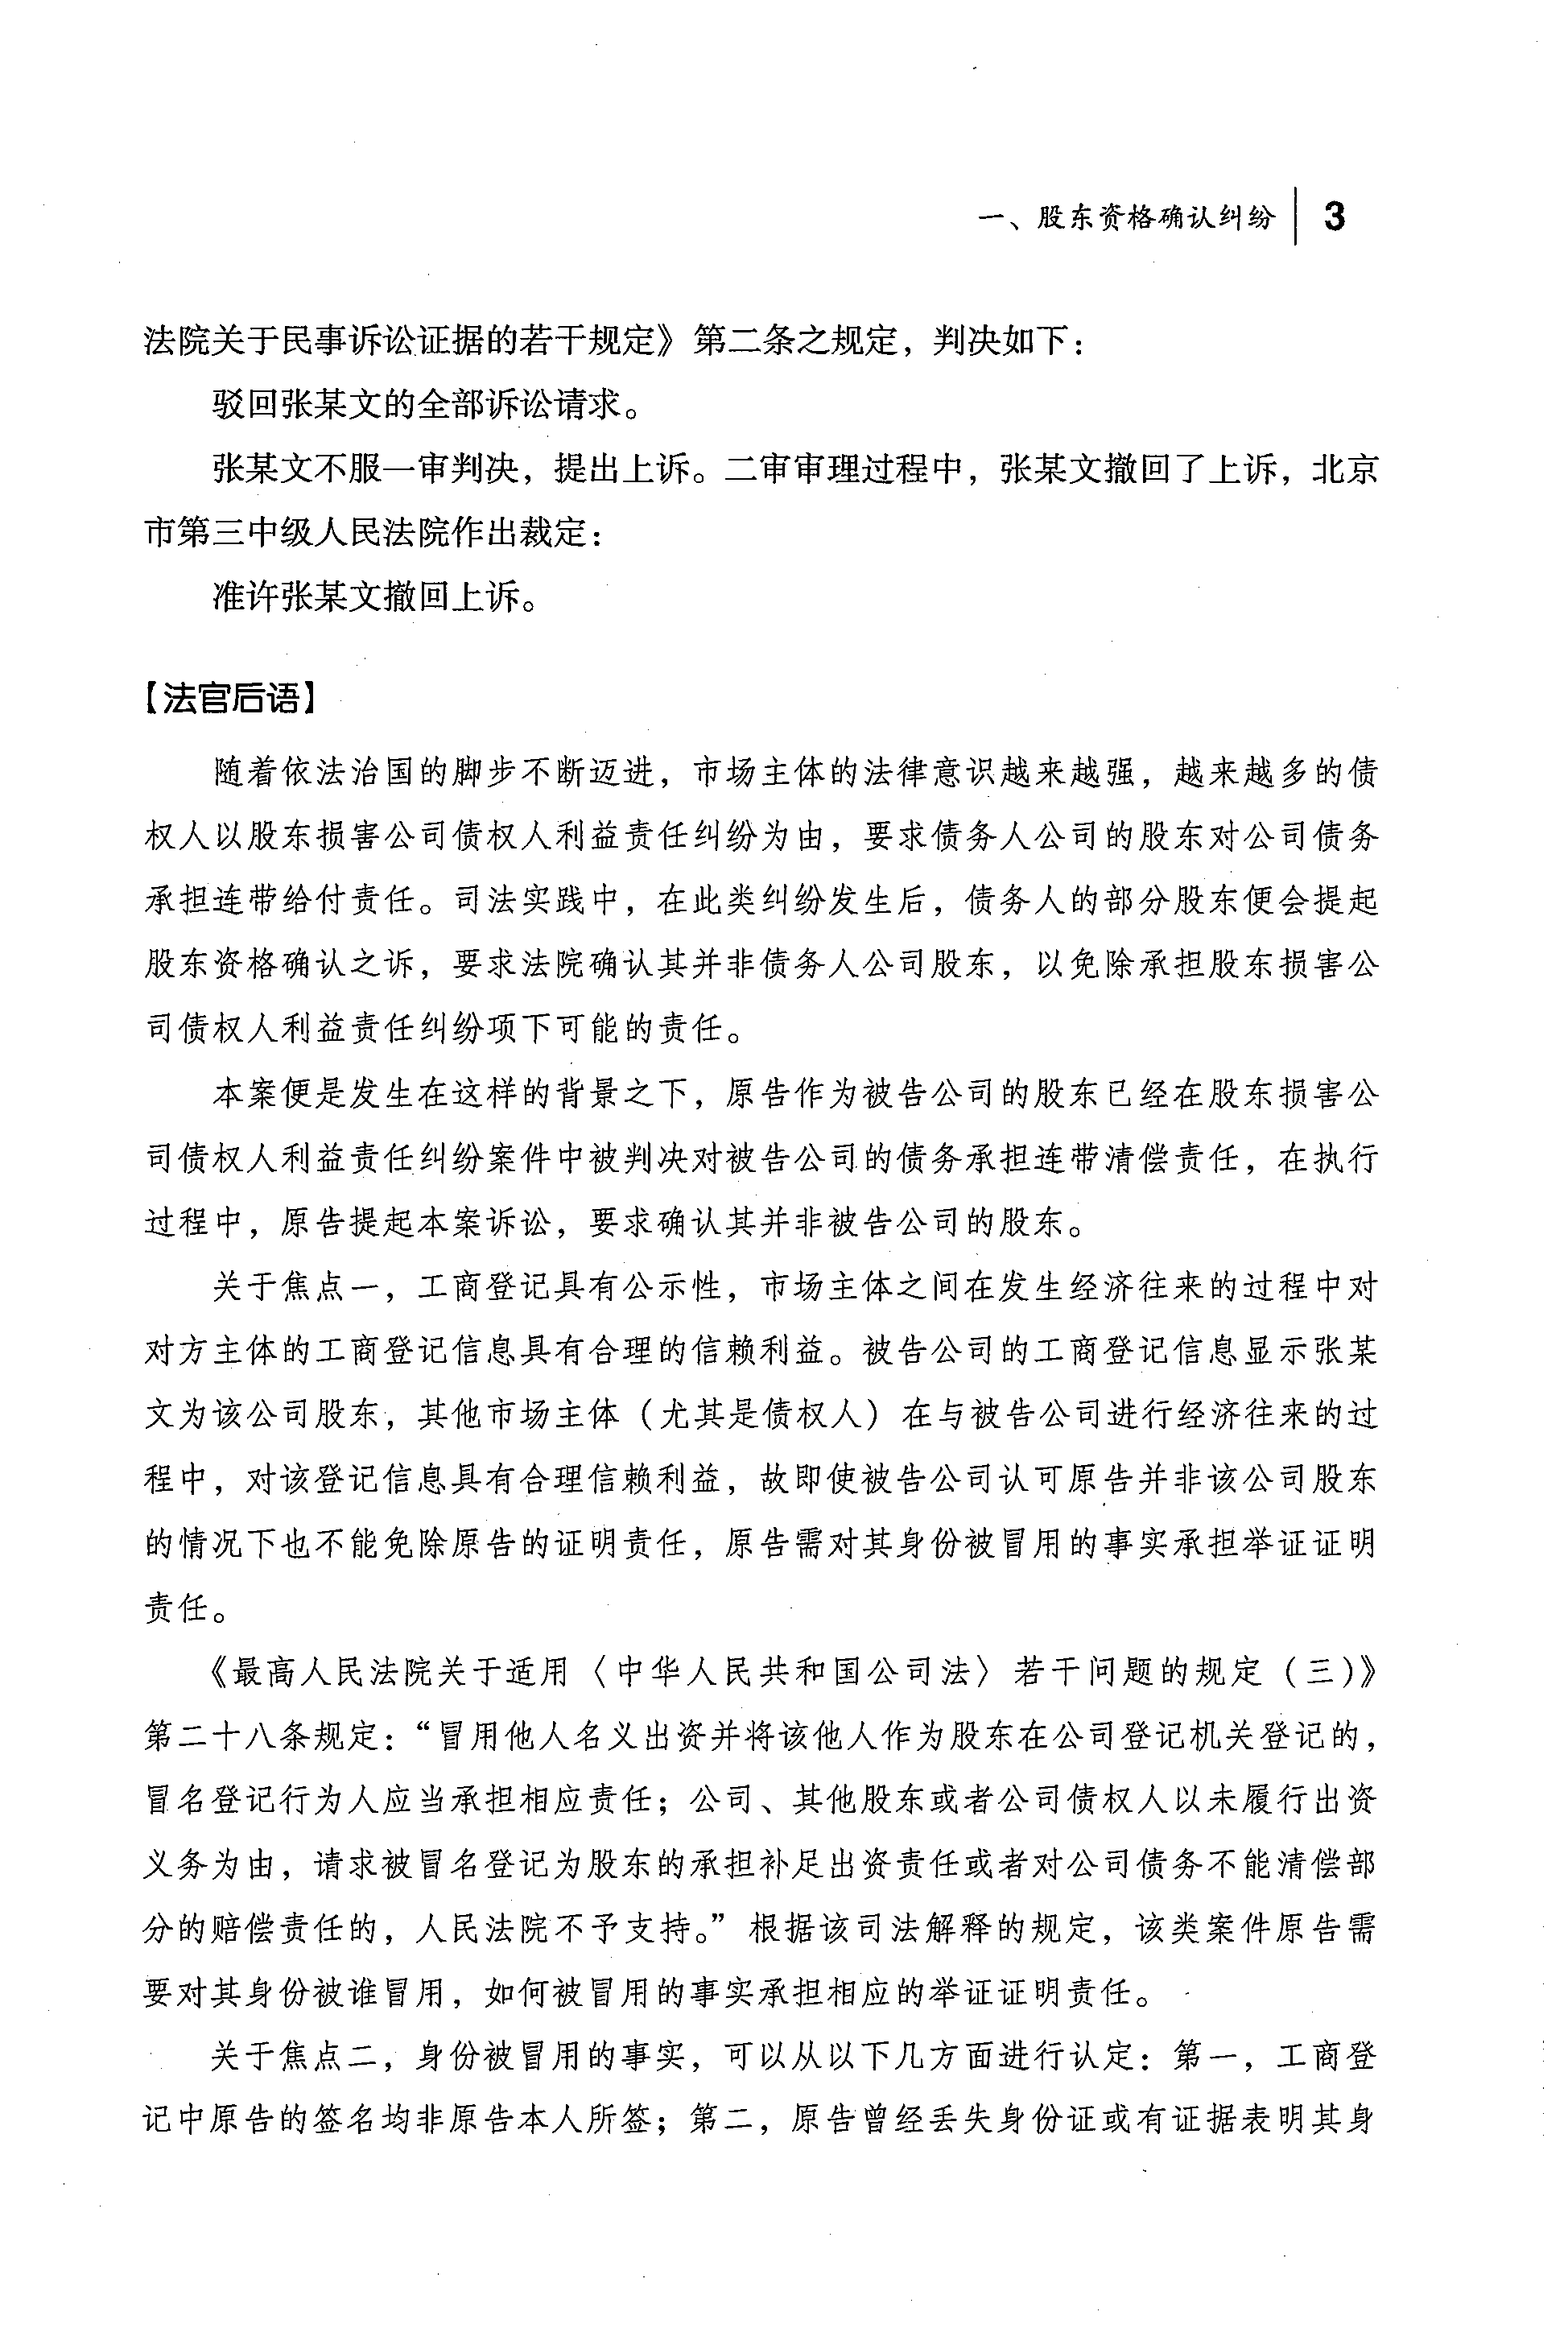 一、股东资格确认纠纷 3
法院关于民事诉讼证据的若干规定》第二条之规定，判决如下：
驳回张某文的全部诉讼请求。
张某文不服一审判决，提出上诉。二审审理过程中，张某文撤回了上诉，北京
市第三中级人民法院作出裁定：
准许张某文撤回上诉。
【法官后语】
随着依法治国的脚步不断迈进，市场主体的法律意识越来越强，越来越多的债
权人以股东损害公司债权人利益责任纠纷为由，要求债务人公司的股东对公司债务
承担连带给付责任。司法实践中，在此类纠纷发生后，债务人的部分股东便会提起
股东资格确认之诉，要求法院确认其并非债务人公司股东，以免除承担股东损害公
司债权人利益责任纠纷项下可能的责任。
本案便是发生在这样的背景之下，原告作为被告公司的股东已经在股东损害公
司债权人利益责任纠纷案件中被判决对被告公司的债务承担连带清偿责任，在执行
过程中，原告提起本案诉讼，要求确认其并非被告公司的股东。
关于焦点一，工商登记具有公示性，市场主体之间在发生经济往来的过程中对
对方主体的工商登记信息具有合理的信赖利益。被告公司的工商登记信息显示张某
文为该公司股东，其他市场主体（尤其是债权人）在与被告公司进行经济往来的过
程中，对该登记信息具有合理信赖利益，故即使被告公司认可原告并非该公司股东
的情况下也不能免除原告的证明责任，原告需对其身份被冒用的事实承担举证证明
责任。
《最高人民法院关于适用〈中华人民共和国公司法〉若干问题的规定（三）》
第二十八条规定：“冒用他人名义出资并将该他人作为股东在公司登记机关登记的，
冒名登记行为人应当承担相应责任；公司、其他股东或者公司债权人以未履行出资
义务为由，请求被冒名登记为股东的承担补足出资责任或者对公司债务不能清偿部
分的赔偿责任的，人民法院不予支持。”根据该司法解释的规定，该类案件原告需
要对其身份被谁冒用，如何被冒用的事实承担相应的举证证明责任。
关于焦点二，身份被冒用的事实，可以从以下几方面进行认定：第一，工商登
记中原告的签名均非原告本人所签；第二，原告曾经丢失身份证或有证据表明其身